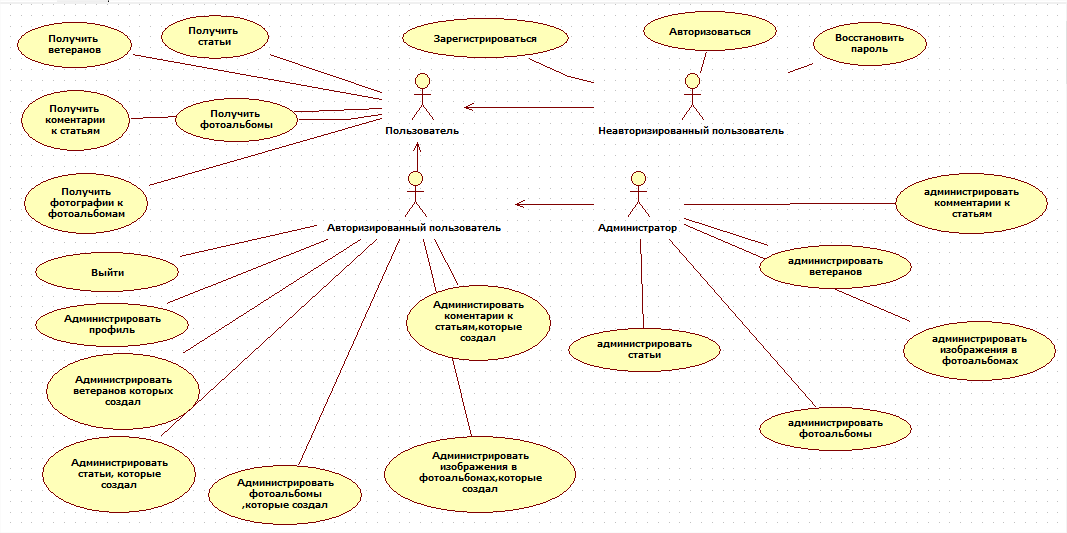 Получить
ветеранов
Получить
статьи
Зарегистрироваться
Авторизоваться
Восстановить
пароль
Получить
коментарии
к статьям
Получить
фотоальбомы
Пользователь
Неавторизированный пользователь
Получить
фотографии к
фотоальбомам
Авторизированный пользователь
Администратор
администрировать
комментарии к
статьям
Выйти
администрировать
ветеранов
Администрировать
профиль
Администрировать
коментарии к
статьям,которые
создал
администрировать
статьи
администрировать
изображения в
фотоальбомах
Администрировать
ветеранов которых
создал
администрировать
фотоальбомы
Администрировать
статьи, которые
создал
Администрировать
фотоальбомы
,которые создал
Администрировать
изображения в
фотоальбомах,которые
создал